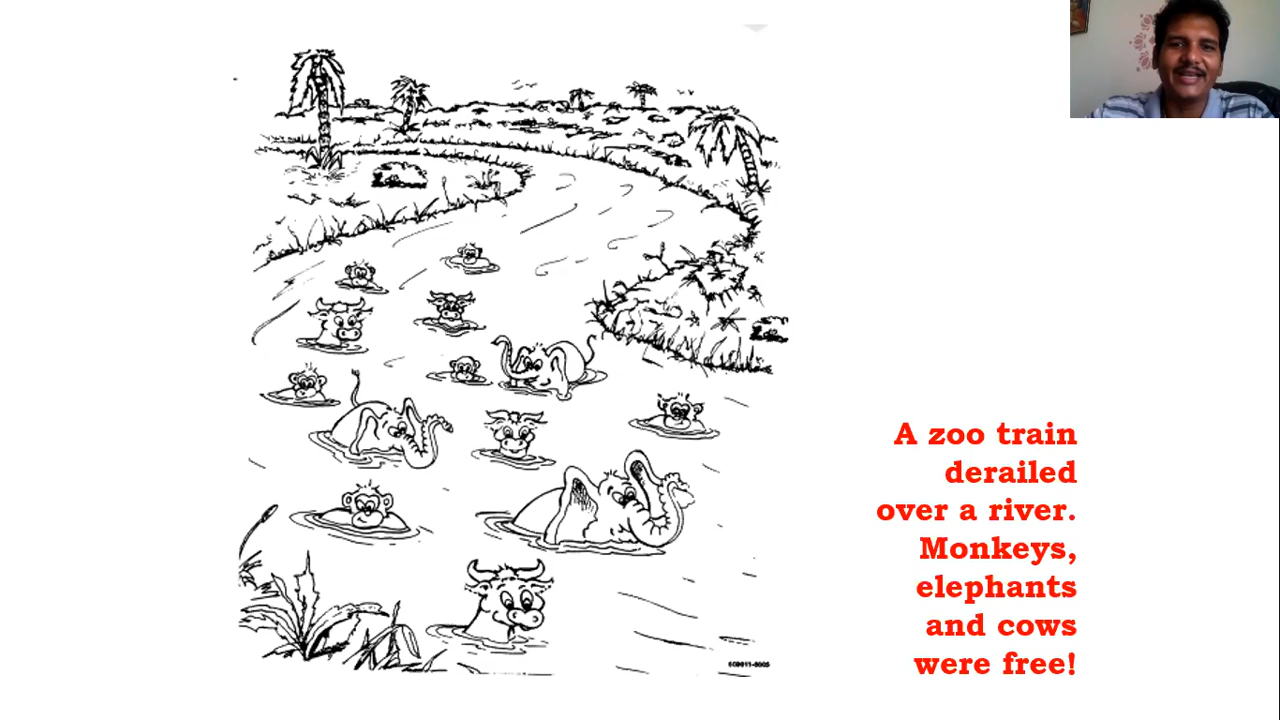 A zoo train
derailed
over a river.
Monkeys,
elephants
and cows
were free!